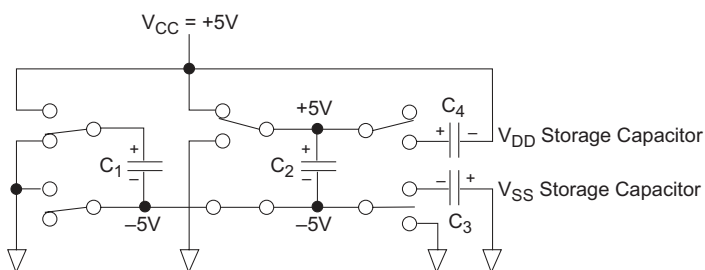 V_CC = +5V
+5V
C_4
+ −
V_DD Storage Capacitor
+
C_1
−
+
C_2
−
− +
V_SS Storage Capacitor
C_3
−5V
−5V